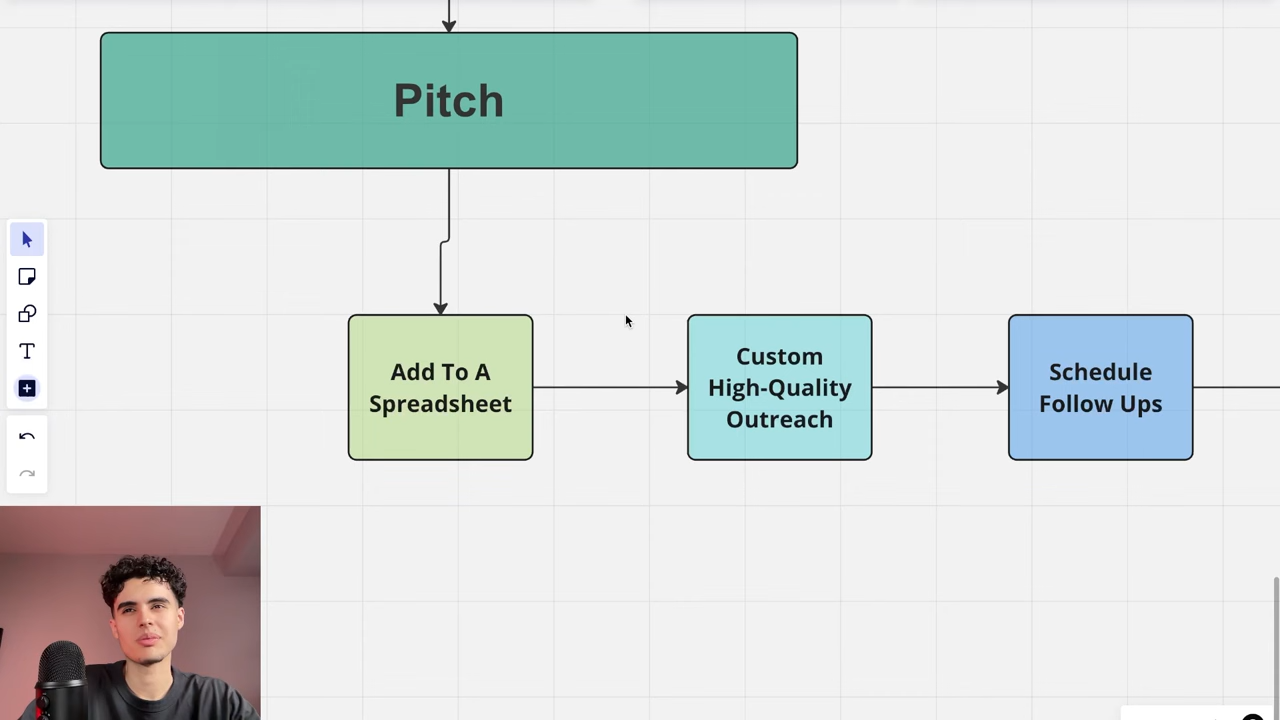 Pitch
Add To A
Spreadsheet
Custom
High-Quality
Outreach
Schedule
Follow Ups
T